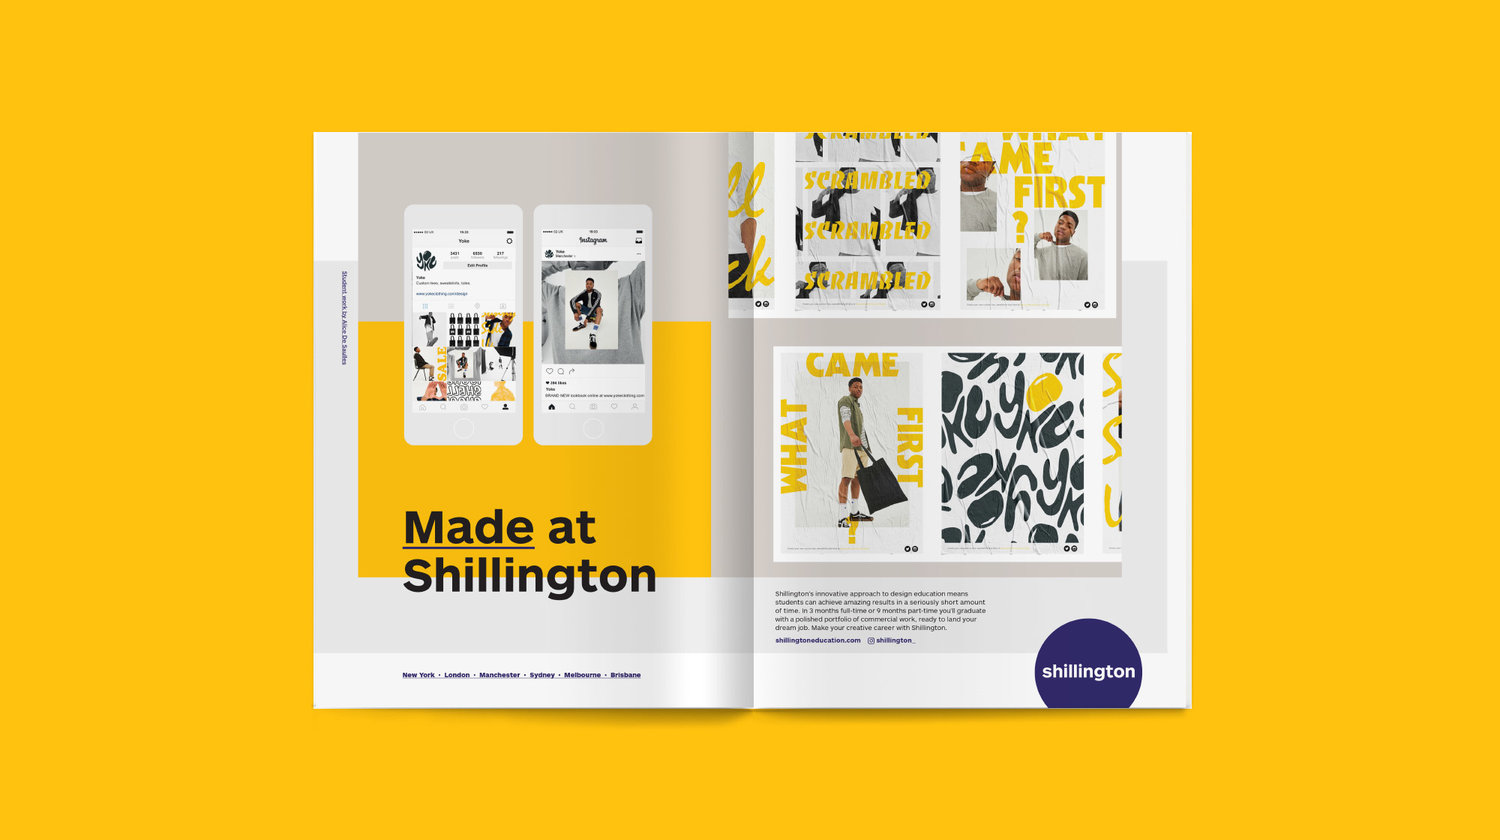 Student work by Alice De Saulles
16:20
Yoke
Edit Profile
Yoke
Custom tees, sweatshirts, totes.
www.yokeclothing.com/design
SALE
Instagram
Yoke
Manchester
284 likes
Yoke
BRAND NEW lookbook online at www.yokeclothing.com
Made at
Shillington
New York · London · Manchester · Sydney · Melbourne · Brisbane
SCRAMBLED
SCRAMBLED
SCRAMBLED
SCRAMBLED
WHAT
CAME
FIRST
?
CAME
WHAT
FIRST
?
Shillington's innovative approach to design education means
students can achieve amazing results in a seriously short amount
of time. In 3 months full-time or 9 months part-time you'll graduate
with a polished portfolio of commercial work, ready to land your
dream job. Make your creative career with Shillington.
shillingtoneducation.com shillington_
shillington